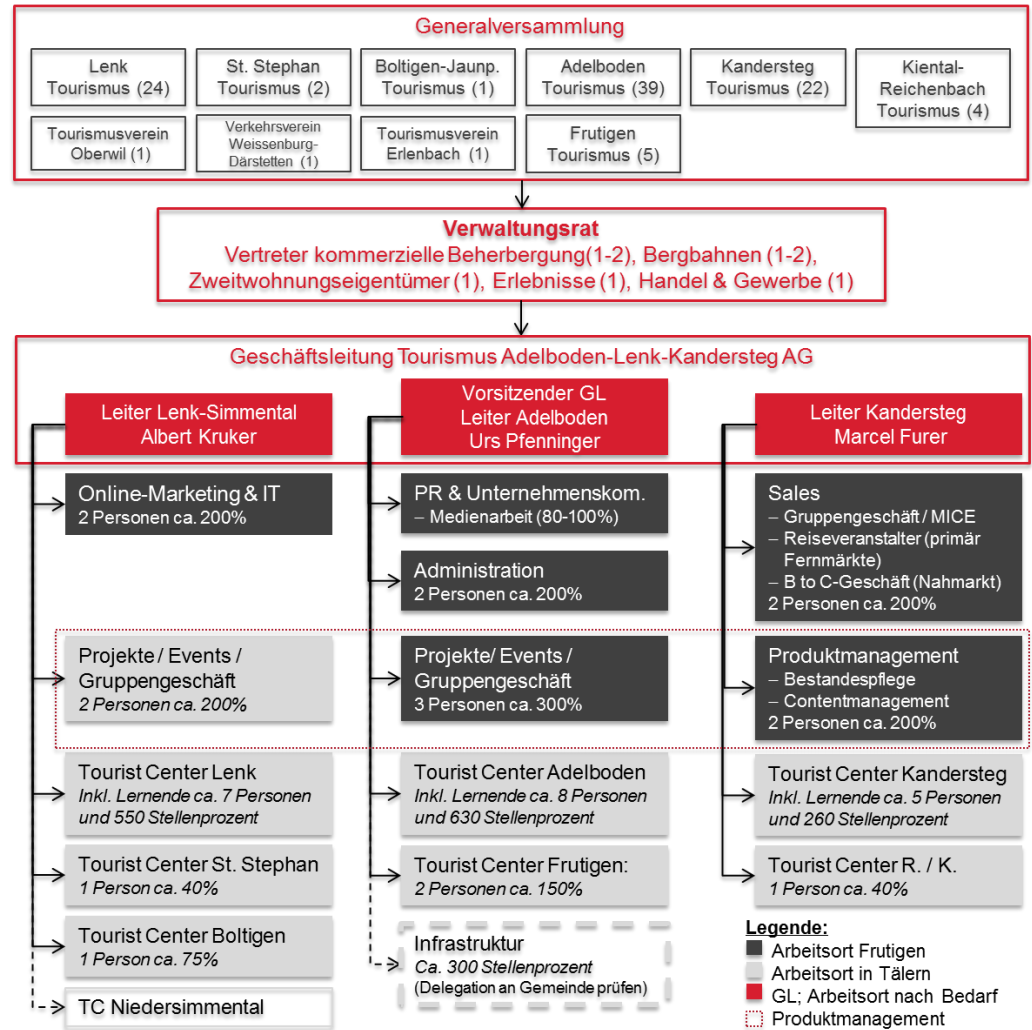 Generalversammlung
Lenk
Tourismus (24)
St. Stephan
Tourismus (2)
Boltigen-Jaunp.
Tourismus (1)
Adelboden
Tourismus (39)
Kandersteg
Tourismus (22)
Kiental-
Reichenbach
Tourismus (4)
Tourismusverein
Oberwil (1)
Verkehrsverein
Weissenburg-
Därstetten (1)
Tourismusverein
Erlenbach (1)
Frutigen
Tourismus (5)
Verwaltungsrat
Vertreter kommerzielle Beherbergung(1-2), Bergbahnen (1-2),
Zweitwohnungseigentümer (1), Erlebnisse (1), Handel & Gewerbe (1)
Geschäftsleitung Tourismus Adelboden-Lenk-Kandersteg AG
Leiter Lenk-Simmental
Albert Kruker
Vorsitzender GL
Leiter Adelboden
Urs Pfenninger
Leiter Kandersteg
Marcel Furer
Online-Marketing & IT
2 Personen ca. 200%
PR & Unternehmenskom.
– Medienarbeit (80-100%)
Administration
2 Personen ca. 200%
Sales
– Gruppengeschäft / MICE
– Reiseveranstalter (primär
Fernmärkte)
– B to C-Geschäft (Nahmarkt)
2 Personen ca. 200%
Projekte / Events /
Gruppengeschäft
2 Personen ca. 200%
Projekte/ Events /
Gruppengeschäft
3 Personen ca. 300%
Produktmanagement
– Bestandespflege
– Contentmanagement
2 Personen ca. 200%
Tourist Center Lenk
Inkl. Lernende ca. 7 Personen
und 550 Stellenprozent
Tourist Center Adelboden
Inkl. Lernende ca. 8 Personen
und 630 Stellenprozent
Tourist Center Kandersteg
Inkl. Lernende ca. 5 Personen
und 260 Stellenprozent
Tourist Center St. Stephan
1 Person ca. 40%
Tourist Center Frutigen:
2 Personen ca. 150%
Tourist Center R. / K.
1 Person ca. 40%
Tourist Center Boltigen
1 Person ca. 75%
Infrastruktur
Ca. 300 Stellenprozent
(Delegation an Gemeinde prüfen)
TC Niedersimmental
Legende:
Arbeitsort Frutigen
Arbeitsort in Tälern
GL; Arbeitsort nach Bedarf
Produktmanagement